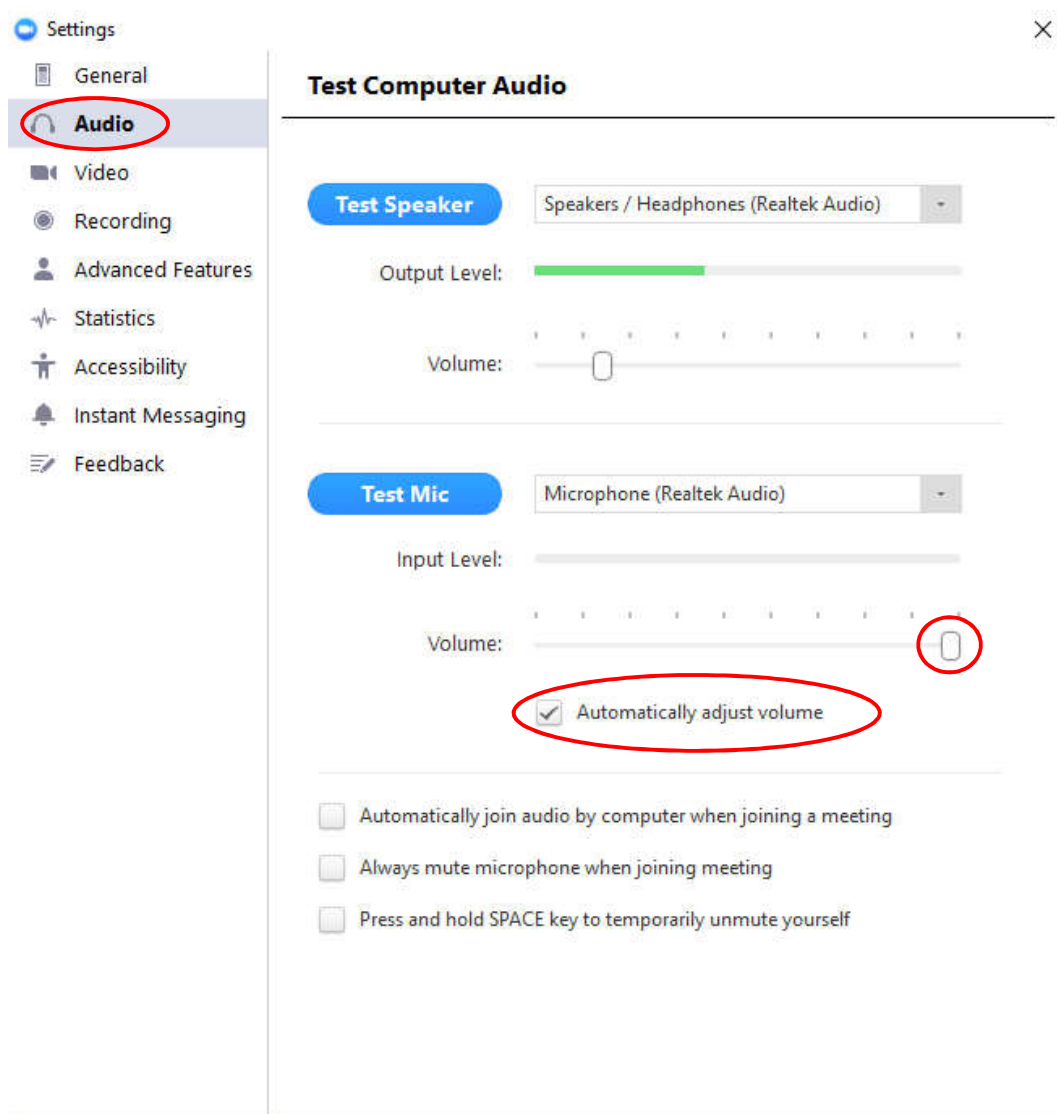 Settings
General
Audio
Video
Recording
Advanced Features
Statistics
Accessibility
Instant Messaging
Feedback
Test Computer Audio
Test Speaker
Speakers / Headphones (Realtek Audio)
Output Level:
Volume:
Test Mic
Microphone (Realtek Audio)
Input Level:
Volume:
Automatically adjust volume
Automatically join audio by computer when joining a meeting
Always mute microphone when joining meeting
Press and hold SPACE key to temporarily unmute yourself